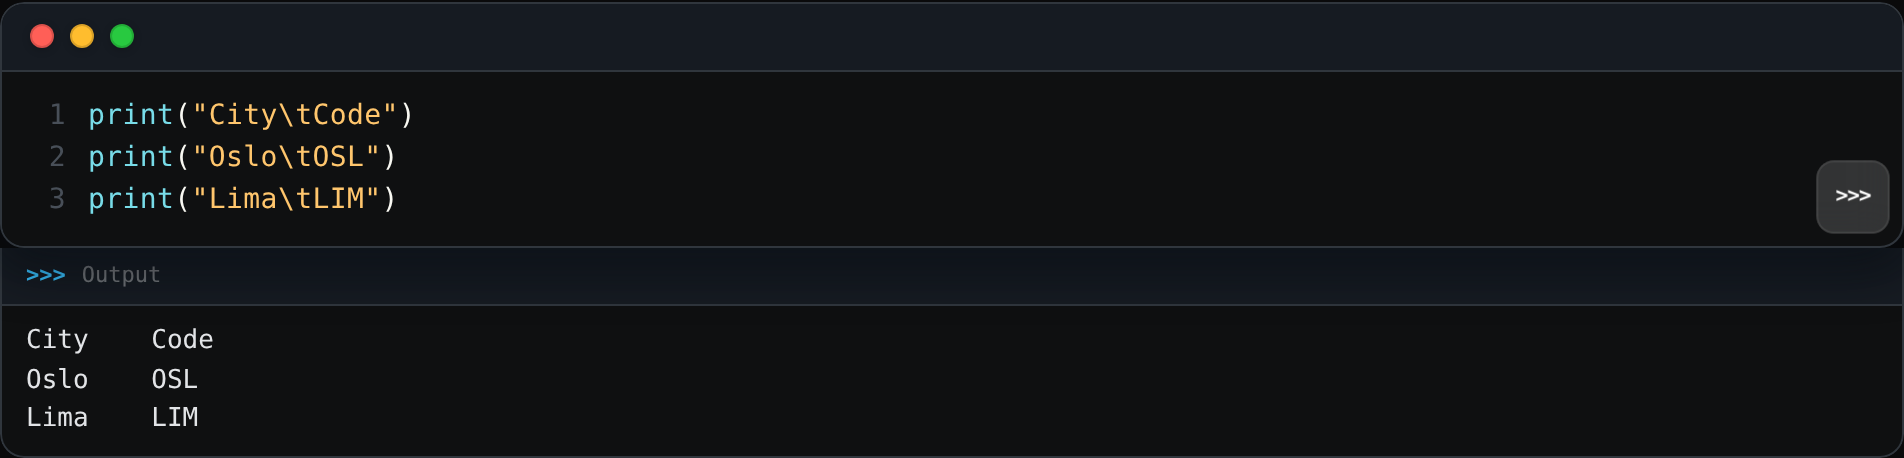 1 print("City\tCode")
2 print("Oslo\tOSL")
3 print("Lima\tLIM")
>>>
>>> Output
City    Code
Oslo    OSL
Lima    LIM